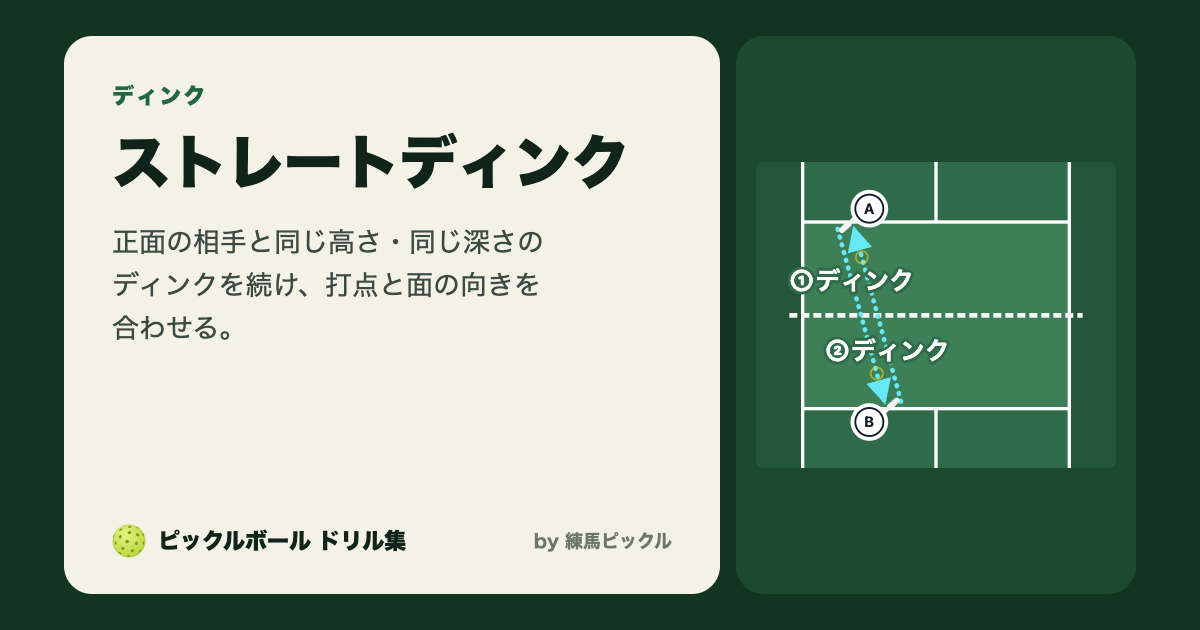 ディンク
ストレートディンク
正面の相手と同じ高さ・同じ深さの
ディンクを続け、打点と面の向きを
合わせる。
ピックルボール ドリル集
by 練馬ピックル
A
①ディンク
②ディンク
B